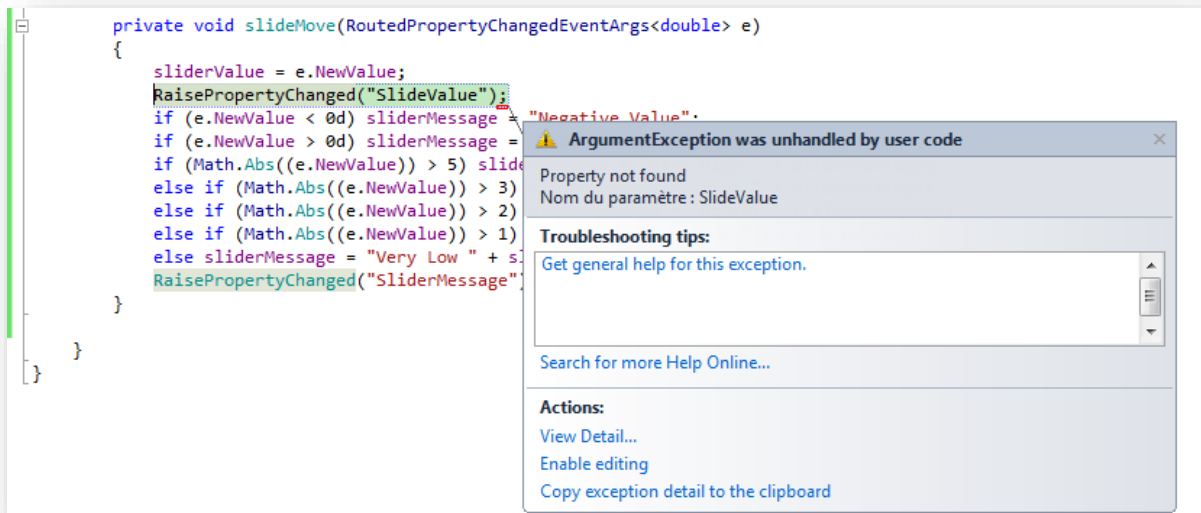 private void slideMove(RoutedPropertyChangedEventArgs<double> e)
{
sliderValue = e.NewValue;
RaisePropertyChanged("SlideValue");
if (e.NewValue < 0d) sliderMessage = "Negative Value";
if (e.NewValue > 0d) sliderMessage =
if (Math.Abs((e.NewValue)) > 5) slide
else if (Math.Abs((e.NewValue)) > 3)
else if (Math.Abs((e.NewValue)) > 2)
else if (Math.Abs((e.NewValue)) > 1)
else sliderMessage = "Very Low " + sl
RaisePropertyChanged("SliderMessage")
}
}
}
ArgumentException was unhandled by user code
Property not found
Nom du paramètre : SlideValue
Troubleshooting tips:
Get general help for this exception.
Search for more Help Online...
Actions:
View Detail...
Enable editing
Copy exception detail to the clipboard